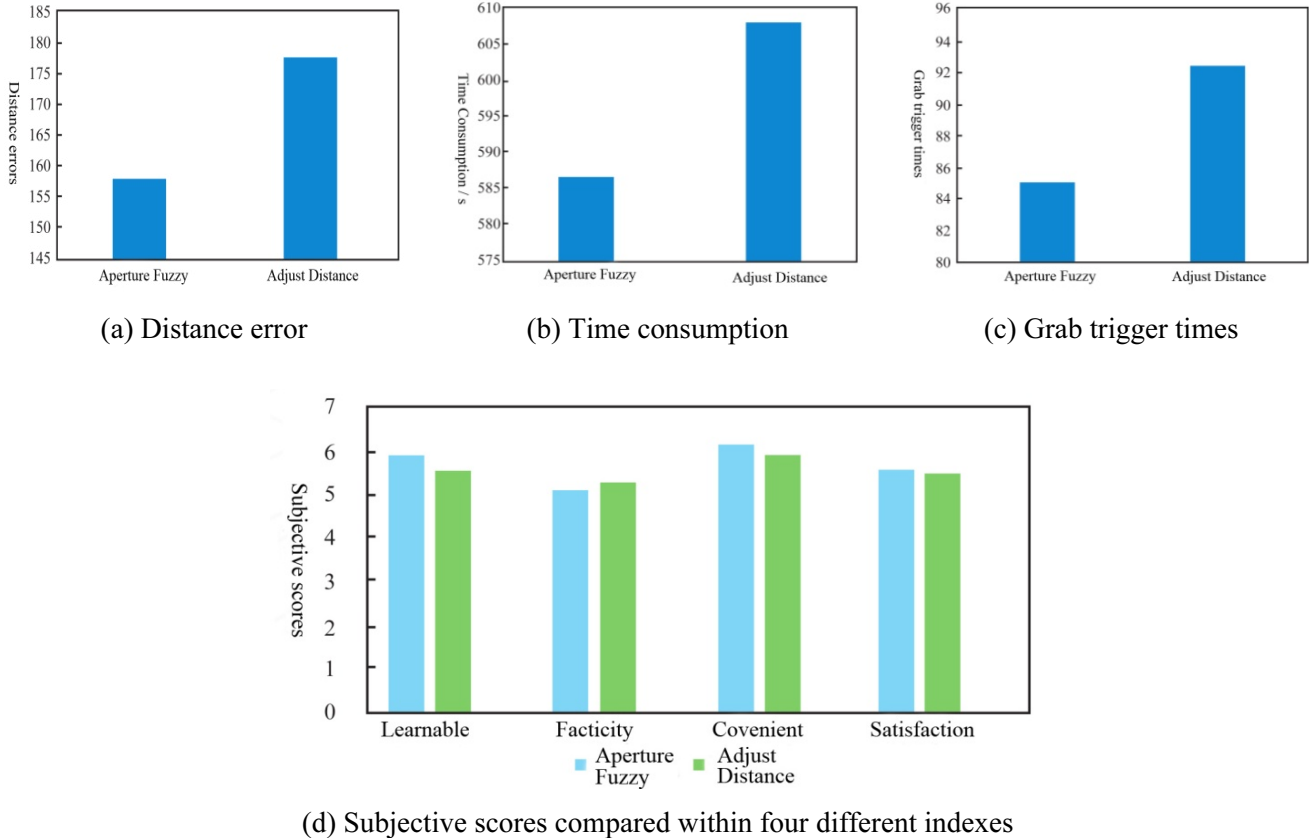 Distance errors
185
180
175
170
165
160
155
150
145
Aperture Fuzzy
Adjust Distance
(a) Distance error
Time Consumption / s
610
605
600
595
590
585
580
575
Aperture Fuzzy
Adjust Distance
(b) Time consumption
Grab trigger times
96
94
92
90
88
86
84
82
80
Aperture Fuzzy
Adjust Distance
(c) Grab trigger times
Subjective scores
7
6
5
4
3
2
1
0
Learnable
Facticity
Covenient
Satisfaction
Aperture
Fuzzy
Adjust
Distance
(d) Subjective scores compared within four different indexes